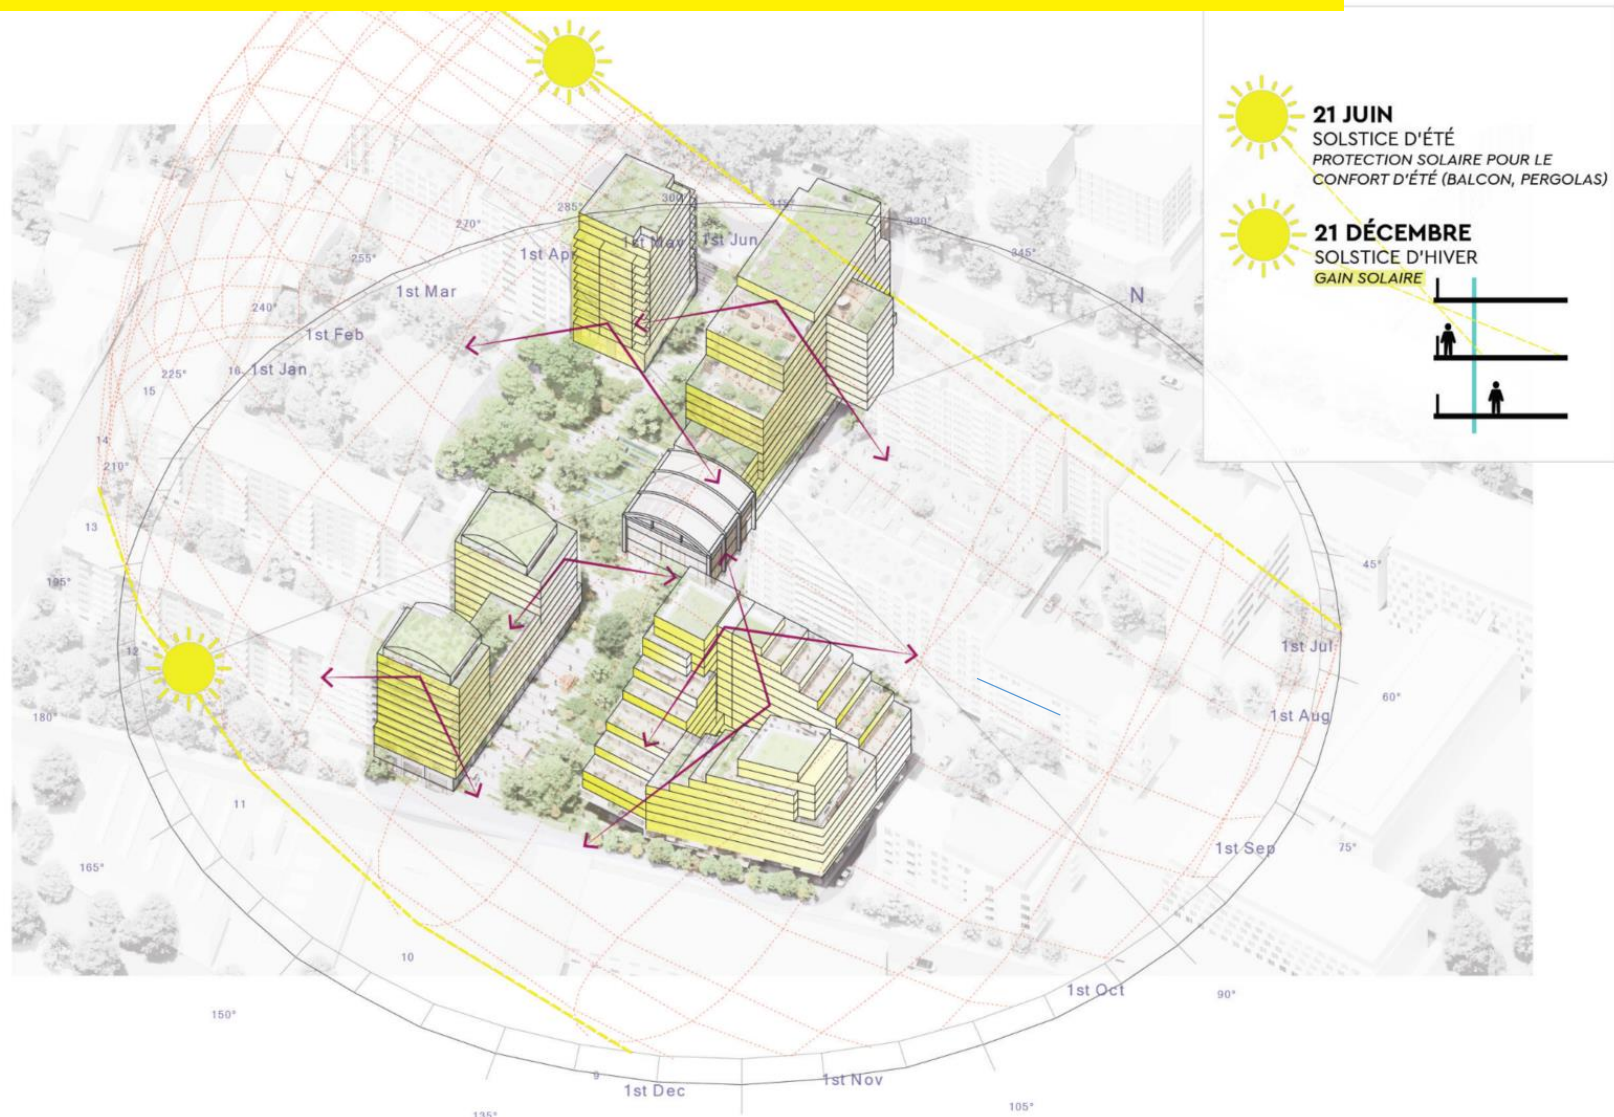 21 JUIN
SOLSTICE D'ÉTÉ
PROTECTION SOLAIRE POUR LE
CONFORT D'ÉTÉ (BALCON, PERGOLAS)
21 DÉCEMBRE
SOLSTICE D'HIVER
GAIN SOLAIRE
285°
300°
315°
330°
345°
N
270°
255°
240°
225°
210°
195°
180°
165°
150°
135°
105°
90°
75°
60°
45°
1st Jan
1st Feb
1st Mar
1st Apr
1st May
1st Jun
1st Jul
1st Aug
1st Sep
1st Oct
1st Nov
1st Dec
16
15
14
13
12
11
10
9